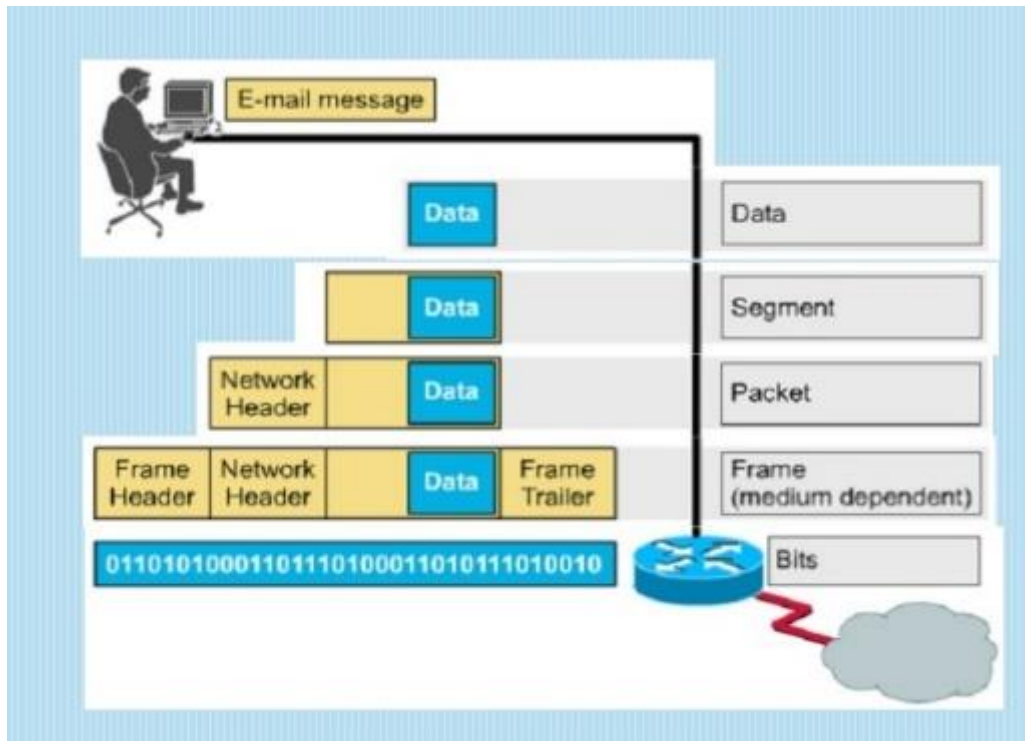 E-mail message
Data
Data
Data
Segment
Network
Header
Data
Packet
Frame
Header
Network
Header
Data
Frame
Trailer
Frame
(medium dependent)
0110101000110111010001101011101001​0
Bits